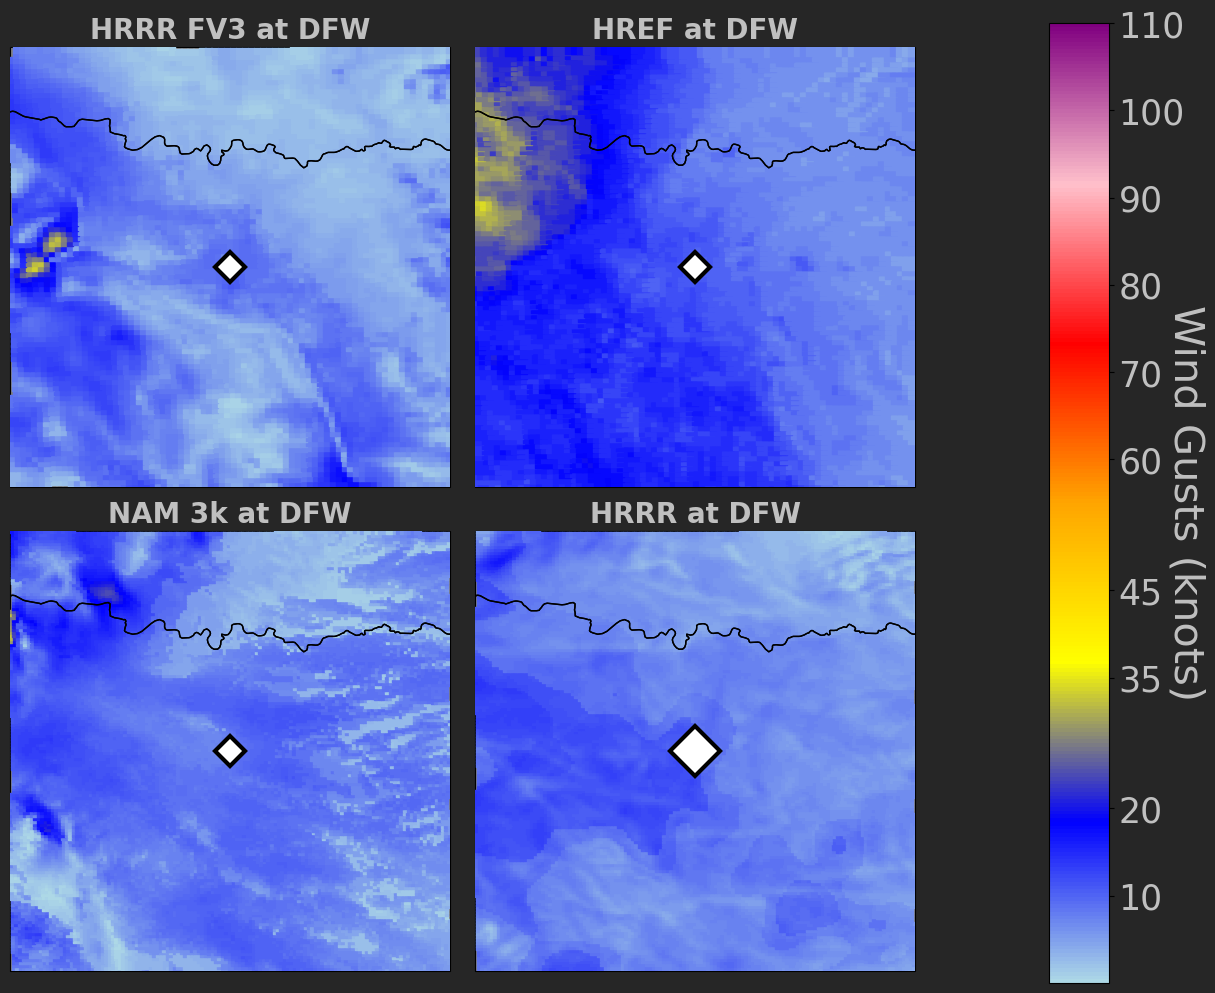 HRRR FV3 at DFW
HREF at DFW
NAM 3k at DFW
HRRR at DFW
110
100
90
80
70
60
45
35
20
10
Wind Gusts (knots)